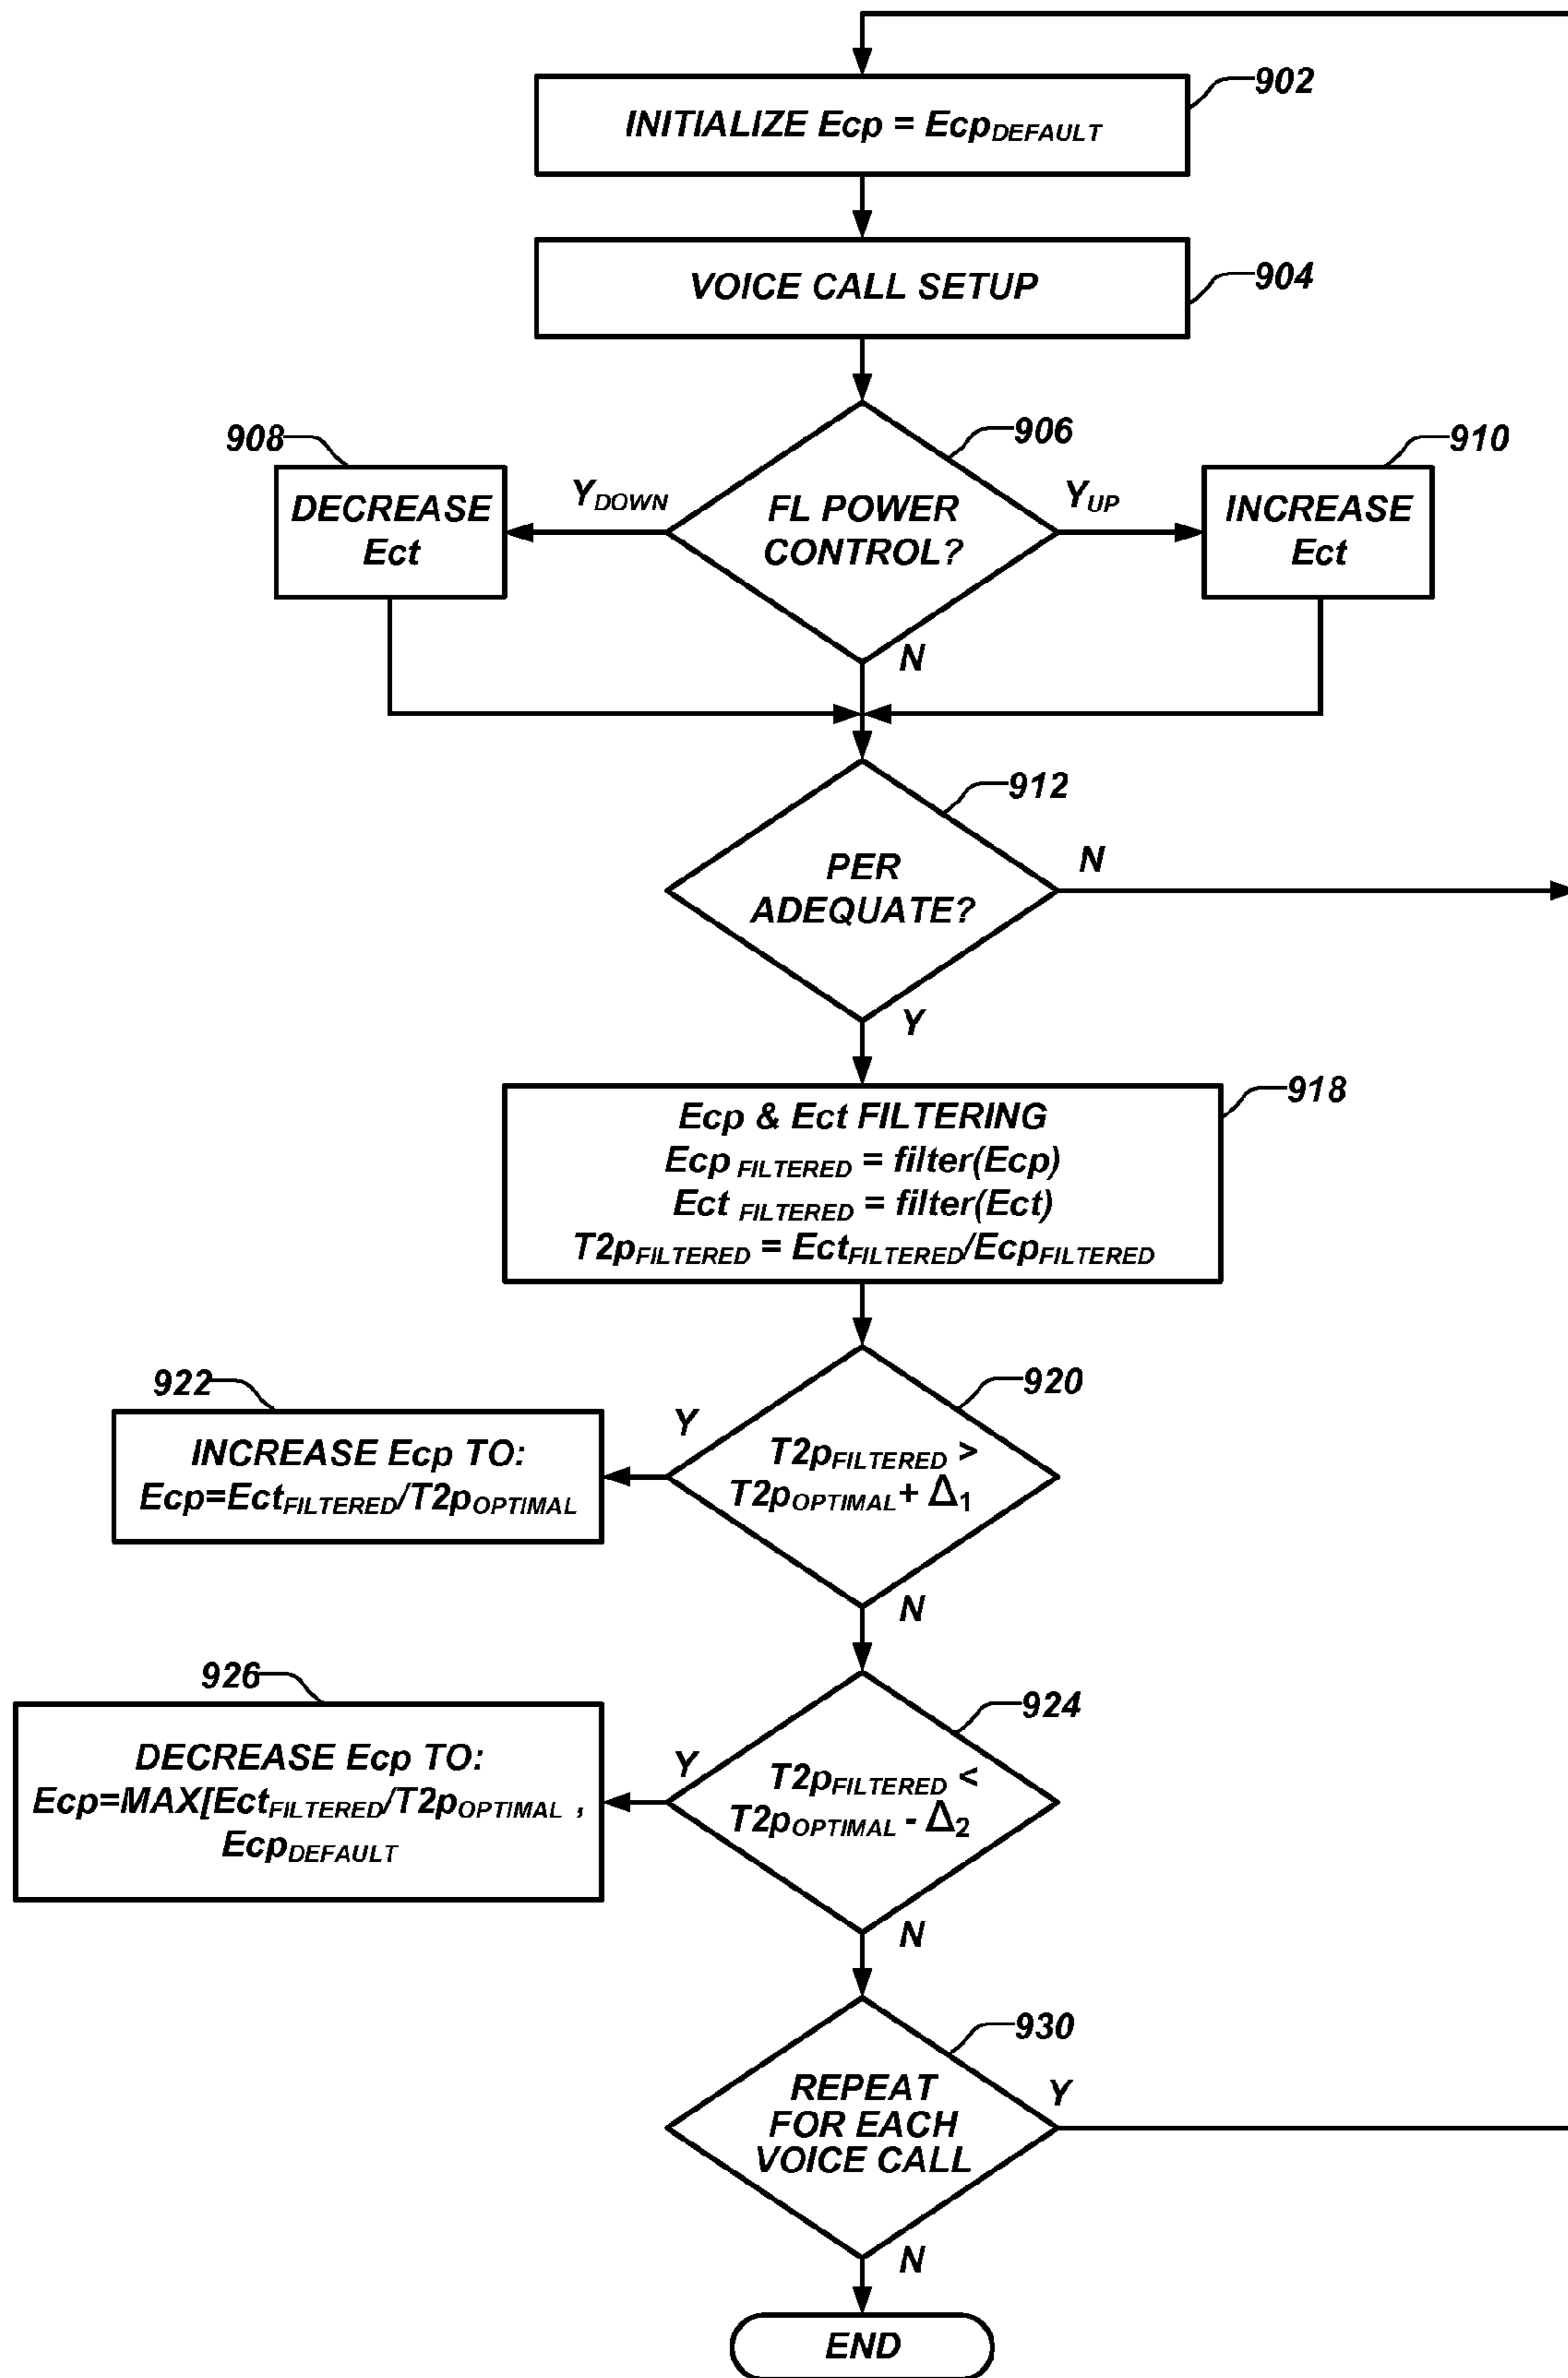 902
INITIALIZE Ecp = EcpDEFAULT
904
VOICE CALL SETUP
906
908
910
YDOWN
YUP
DECREASE
Ect
FL POWER
CONTROL?
INCREASE
Ect
N
912
PER
ADEQUATE?
N
Y
918
Ecp & Ect FILTERING
Ecp FILTERED = filter(Ecp)
Ect FILTERED = filter(Ect)
T2pFILTERED = EctFILTERED/EcpFILTERED
922
920
Y
INCREASE Ecp TO:
Ecp=EctFILTERED/T2pOPTIMAL
T2pFILTERED >
T2pOPTIMAL + Δ1
N
926
924
Y
DECREASE Ecp TO:
Ecp=MAX[EctFILTERED/T2pOPTIMAL ,
EcpDEFAULT
T2pFILTERED <
T2pOPTIMAL - Δ2
N
930
REPEAT
FOR EACH
VOICE CALL
Y
N
END